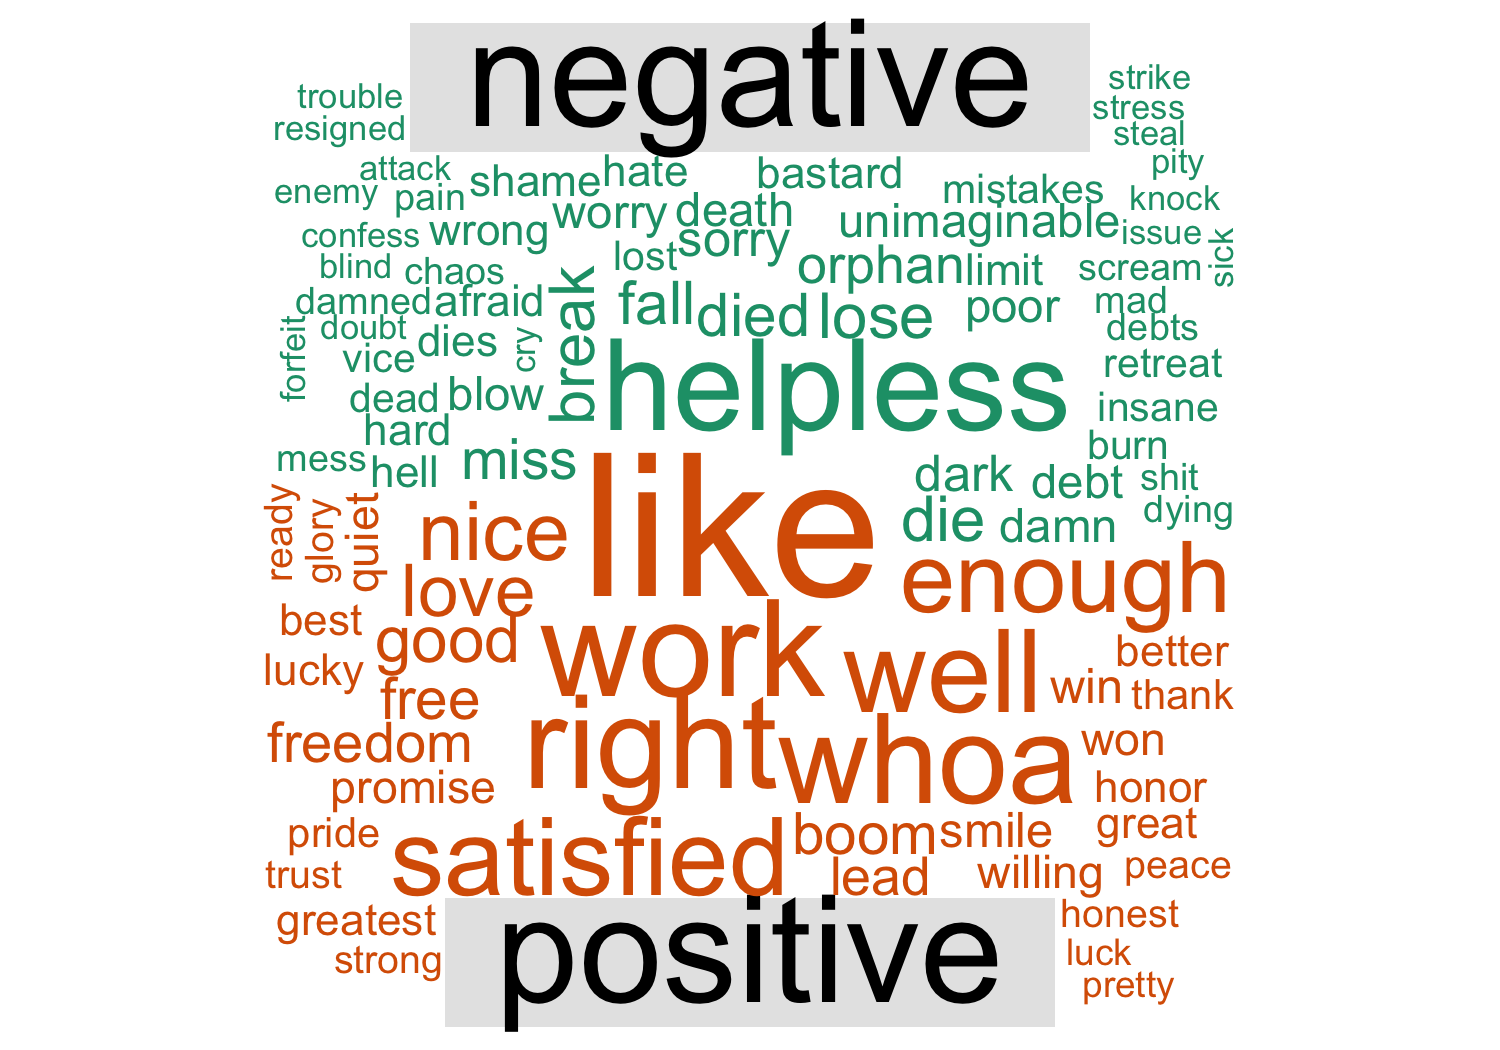 negative
trouble
strike
resigned
stress
steal
attack
shame
hate
bastard
pity
enemy
pain
mistakes
knock
worry
death
unimaginable
confess
wrong
sorry
issue
sick
blind
chaos
lost
orphan
limit
scream
damned
afraid
break
fall
died
lose
poor
mad
forfeit
doubt
dies
cry
debts
vice
helpless
retreat
dead
blow
insane
hard
burn
mess
hell
miss
dark
debt
shit
like
ready
glory
quiet
nice
die
damn
dying
love
enough
best
good
work
well
better
lucky
free
win
thank
freedom
right
whoa
won
promise
honor
pride
satisfied
boom
smile
great
trust
lead
willing
peace
greatest
honest
strong
positive
luck
pretty